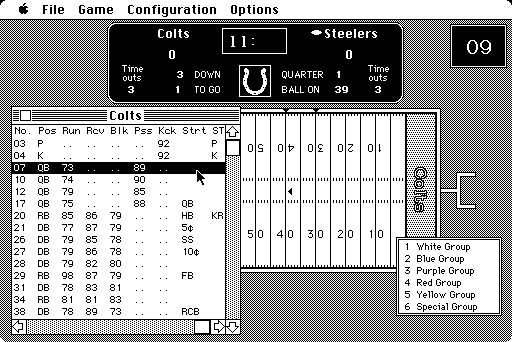 File Game Configuration Options
Colts
11:
Steelers
09
0
0
Time outs
3 DOWN
QUARTER 1
Time outs
3
1 TO GO
BALL ON 39
3
Colts
No. Pos Run Rcv Blk Pss Kck Strt ST
03 P .. .. .. .. 92 P
04 K .. .. .. .. 92 K
07 QB 73 .. .. 89 ..
10 QB 74 .. .. 90 ..
12 QB 79 .. .. 85 ..
17 QB 75 .. .. 88 .. QB
20 RB 85 86 79 .. .. HB KR
21 DB 77 87 79 .. .. 5¢
26 DB 79 85 78 .. .. SS
27 DB 79 86 78 .. .. 10¢
28 DB 79 82 80 .. ..
29 RB 98 87 79 .. .. FB
31 DB 78 83 81 .. ..
34 RB 81 81 83 .. ..
38 DB 78 89 73 .. .. RCB
50 40 30 20 10
50 40 30 20 10
Colts
1 White Group
2 Blue Group
3 Purple Group
4 Red Group
5 Yellow Group
6 Special Group